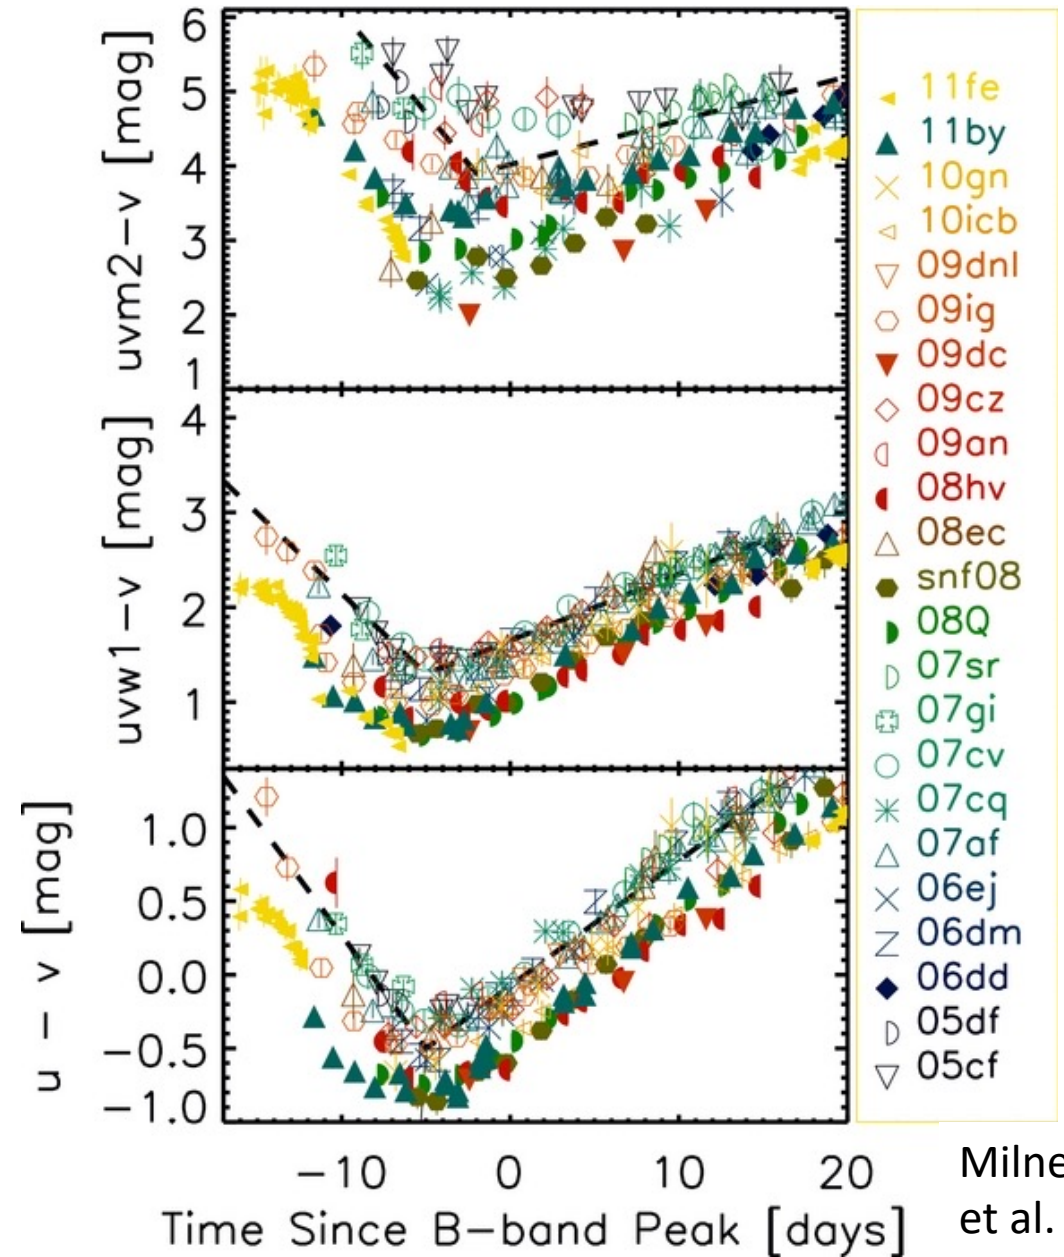 uvm2-v [mag]
6
5
4
3
2
1
uvw1-v [mag]
4
3
2
1
u - v [mag]
1.0
0.5
0.0
-0.5
-1.0
-10 0 10 20
Time Since B-band Peak [days]
11fe
11by
10gn
10icb
09dnl
09ig
09dc
09cz
09an
08hv
08ec
snf08
08Q
07sr
07gi
07cv
07cq
07af
06ej
06dm
06dd
05df
05cf
Milne
et al.